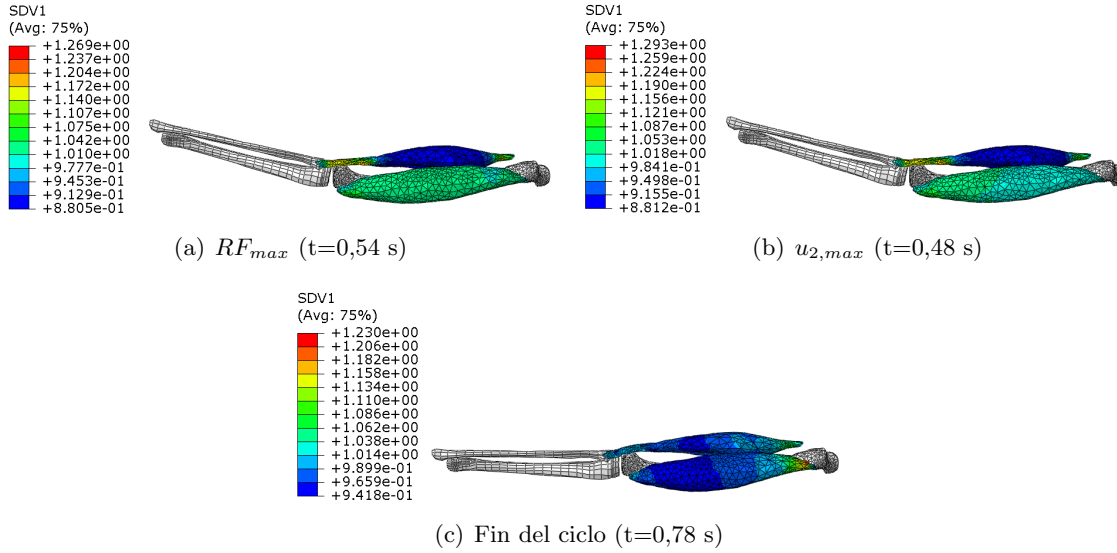 SDV1
(Avg: 75%)
+1.269e+00
+1.237e+00
+1.204e+00
+1.172e+00
+1.140e+00
+1.107e+00
+1.075e+00
+1.042e+00
+1.010e+00
+9.777e-01
+9.453e-01
+9.129e-01
+8.805e-01
(a) RFmax (t=0,54 s)
SDV1
(Avg: 75%)
+1.293e+00
+1.259e+00
+1.224e+00
+1.190e+00
+1.156e+00
+1.121e+00
+1.087e+00
+1.053e+00
+1.018e+00
+9.841e-01
+9.498e-01
+9.155e-01
+8.812e-01
(b) u2,max (t=0,48 s)
SDV1
(Avg: 75%)
+1.230e+00
+1.206e+00
+1.182e+00
+1.158e+00
+1.134e+00
+1.110e+00
+1.086e+00
+1.062e+00
+1.038e+00
+1.014e+00
+9.899e-01
+9.659e-01
+9.418e-01
(c) Fin del ciclo (t=0,78 s)